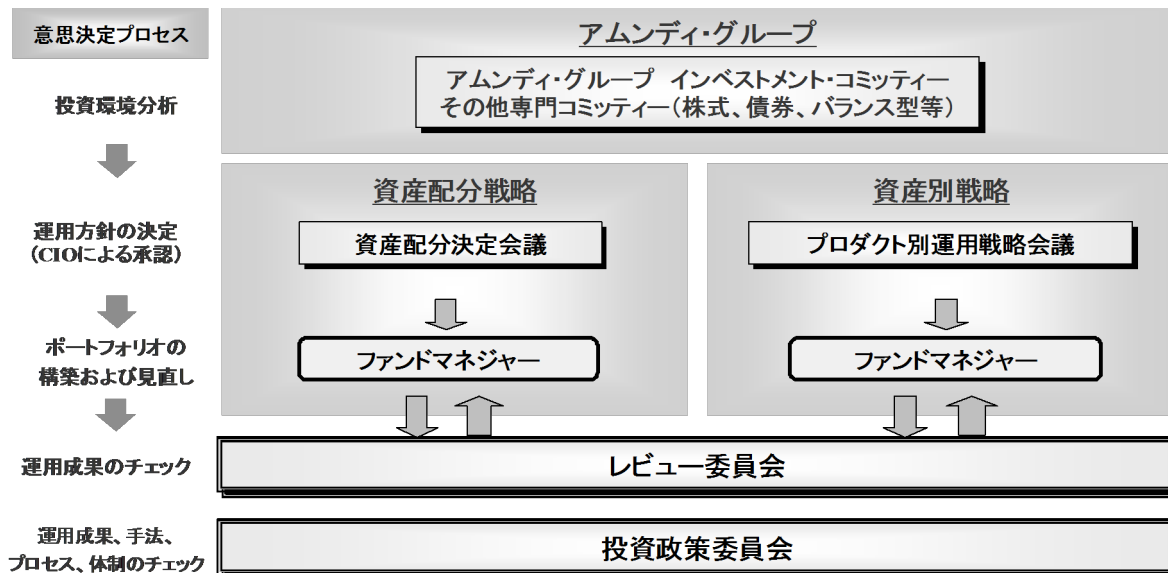 意思決定プロセス
アムンディ・グループ
アムンディ・グループ　インベストメント・コミッティー
その他専門コミッティー（株式、債券、バランス型等）
投資環境分析
資産配分戦略
資産別戦略
運用方針の決定
（CIOによる承認）
資産配分決定会議
プロダクト別運用戦略会議
ポートフォリオの
構築および見直し
ファンドマネジャー
ファンドマネジャー
運用成果のチェック
レビュー委員会
運用成果、手法、
プロセス、体制のチェック
投資政策委員会